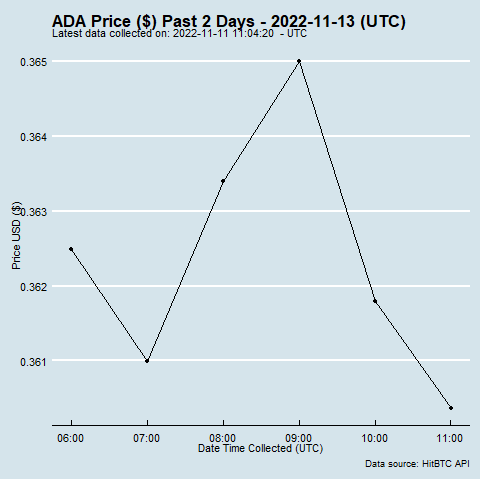 ADA Price ($) Past 2 Days - 2022-11-13 (UTC)
Latest data collected on: 2022-11-11 11:04:20 - UTC
0.365
0.364
0.363
0.362
0.361
Price USD ($)
06:00 07:00 08:00 09:00 10:00 11:00
Date Time Collected (UTC)
Data source: HitBTC API